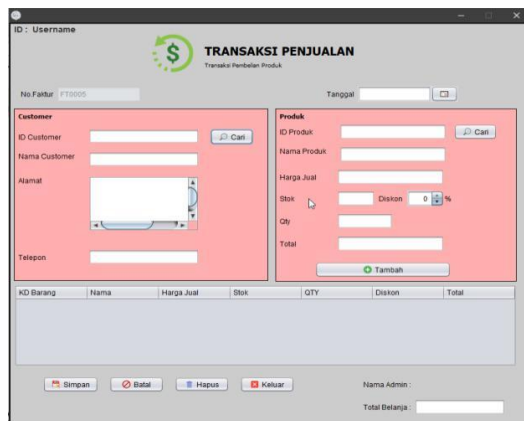 ID : Username
$
TRANSAKSI PENJUALAN
Transaksi Pembelian Produk
No.Faktur FT0005
Tanggal
Customer
ID Customer
Cari
Nama Customer
Alamat
Telepon
Produk
ID Produk
Cari
Nama Produk
Harga Jual
Stok
Diskon 0 %
Qty
Total
Tambah
KD Barang Nama Harga Jual Stok QTY Diskon Total
Simpan Batal Hapus Keluar
Nama Admin :
Total Belanja :